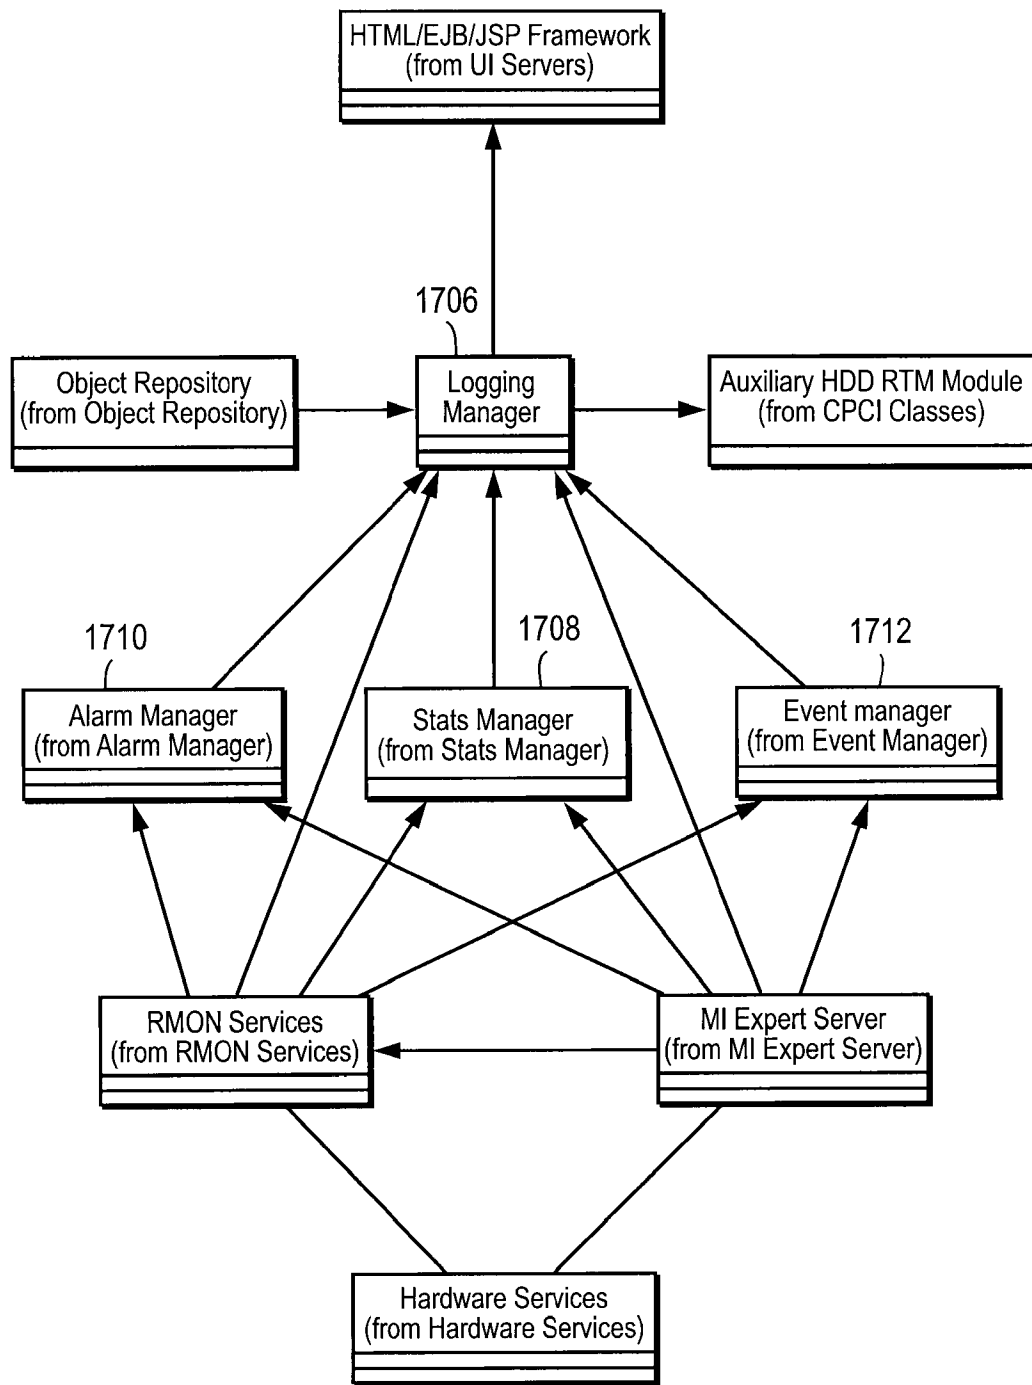 HTML/EJB/JSP Framework
(from UI Servers)
1706
Object Repository
(from Object Repository)
Logging
Manager
Auxiliary HDD RTM Module
(from CPCI Classes)
1710
1708
1712
Alarm Manager
(from Alarm Manager)
Stats Manager
(from Stats Manager)
Event manager
(from Event Manager)
RMON Services
(from RMON Services)
MI Expert Server
(from MI Expert Server)
Hardware Services
(from Hardware Services)